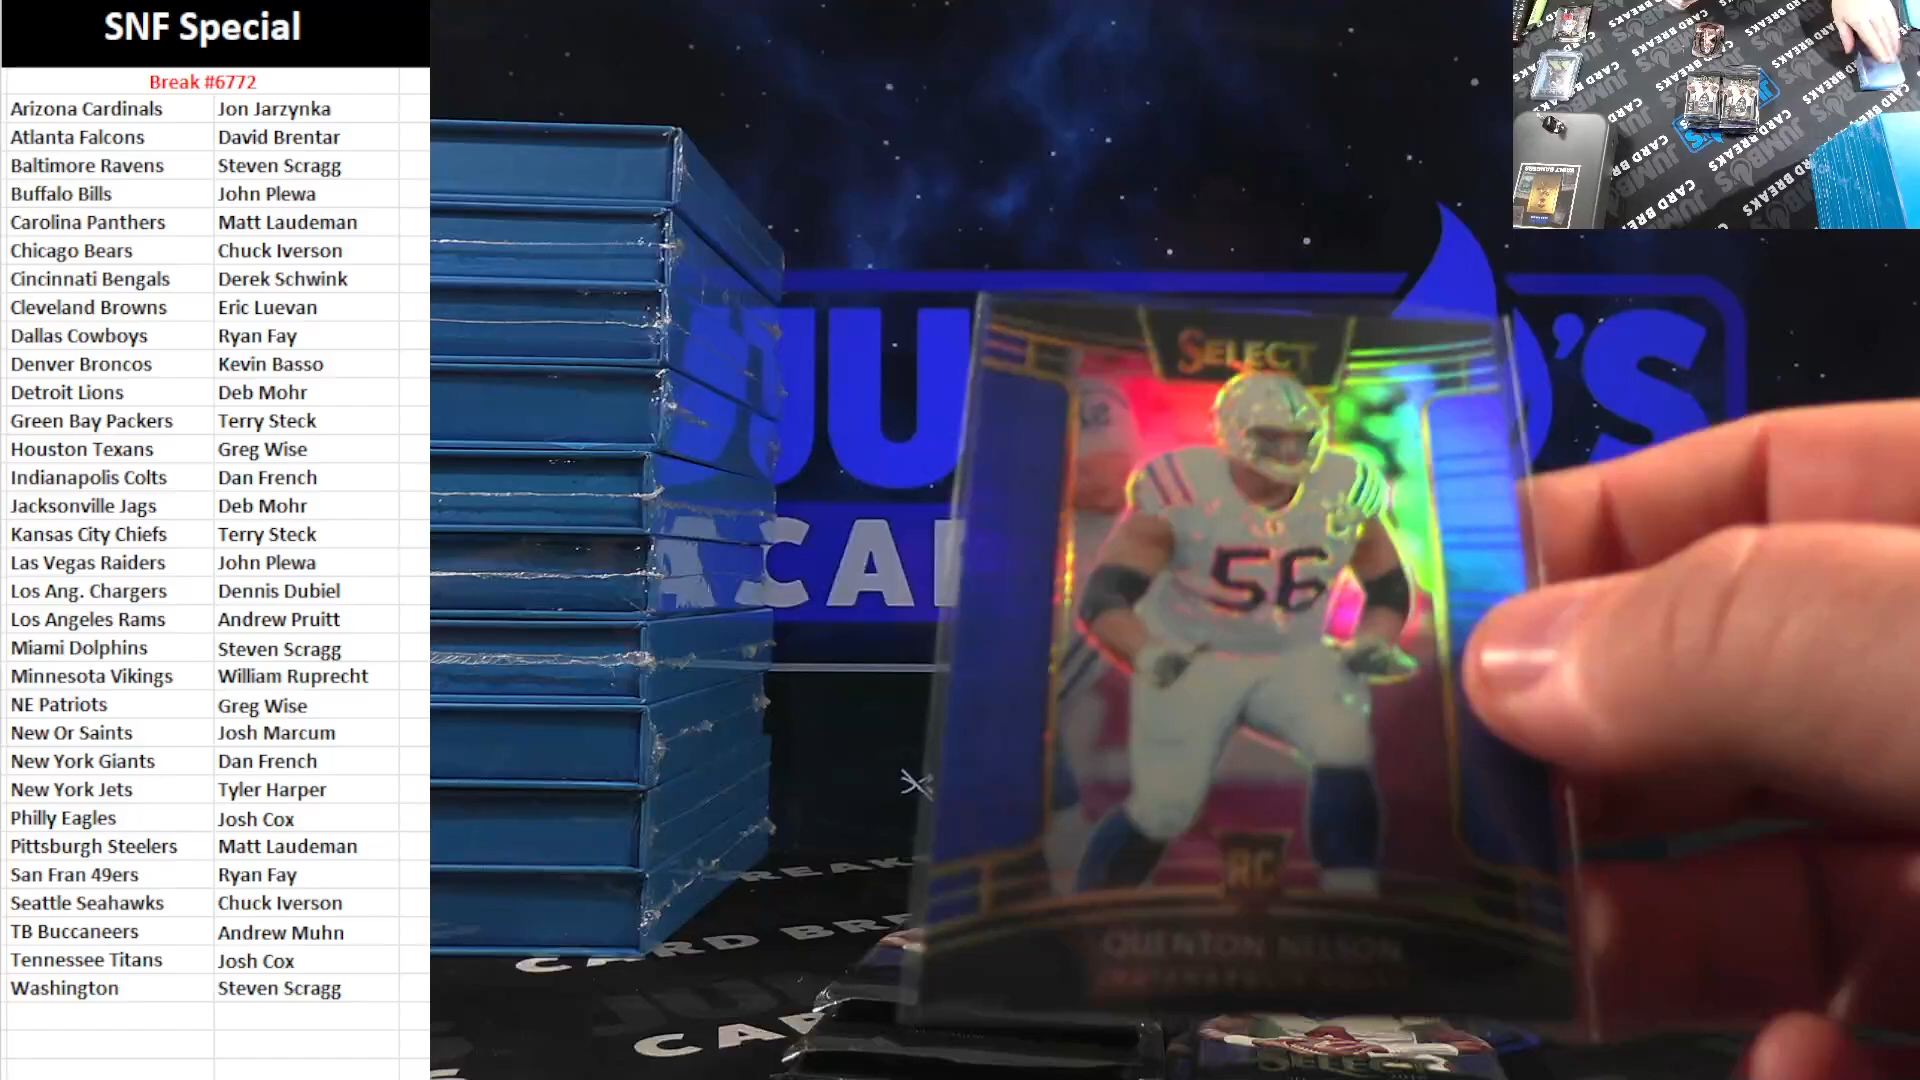 SNF Special
Break #6772
Arizona Cardinals Jon Jarzynka
Atlanta Falcons David Brentar
Baltimore Ravens Steven Scragg
Buffalo Bills John Plewa
Carolina Panthers Matt Laudeman
Chicago Bears Chuck Iverson
Cincinnati Bengals Derek Schwink
Cleveland Browns Eric Luevan
Dallas Cowboys Ryan Fay
Denver Broncos Kevin Basso
Detroit Lions Deb Mohr
Green Bay Packers Terry Steck
Houston Texans Greg Wise
Indianapolis Colts Dan French
Jacksonville Jags Deb Mohr
Kansas City Chiefs Terry Steck
Las Vegas Raiders John Plewa
Los Ang. Chargers Dennis Dubiel
Los Angeles Rams Andrew Pruitt
Miami Dolphins Steven Scragg
Minnesota Vikings William Ruprecht
NE Patriots Greg Wise
New Or Saints Josh Marcum
New York Giants Dan French
New York Jets Tyler Harper
Philly Eagles Josh Cox
Pittsburgh Steelers Matt Laudeman
San Fran 49ers Ryan Fay
Seattle Seahawks Chuck Iverson
TB Buccaneers Andrew Muhn
Tennessee Titans Josh Cox
Washington Steven Scragg
SELECT
56
RC
QUENTON NELSON
SELECT